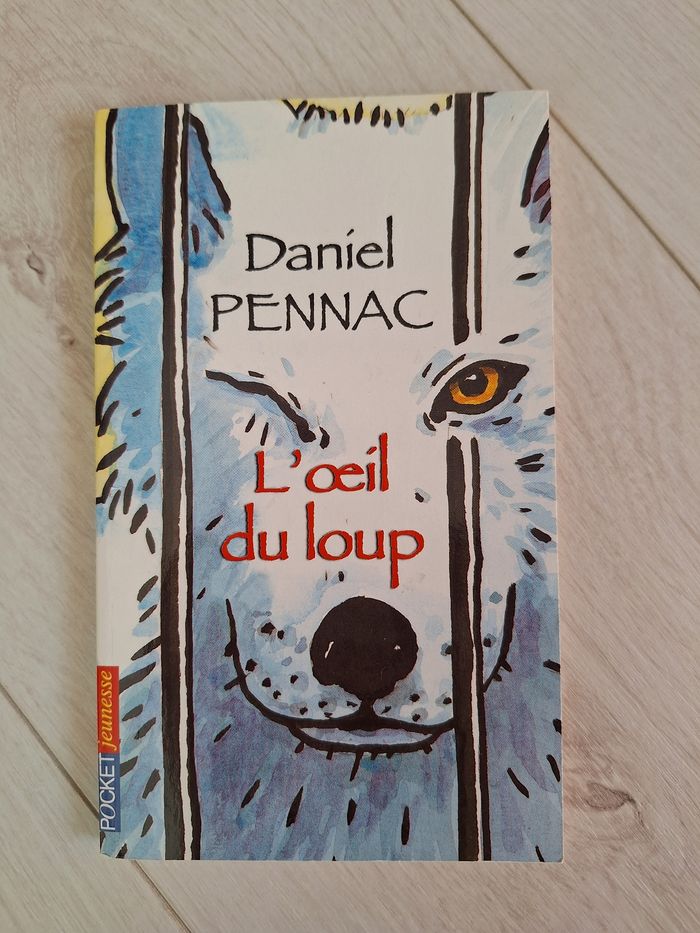 Daniel
PENNAC
L'œil
du loup
POCKET jeunesse